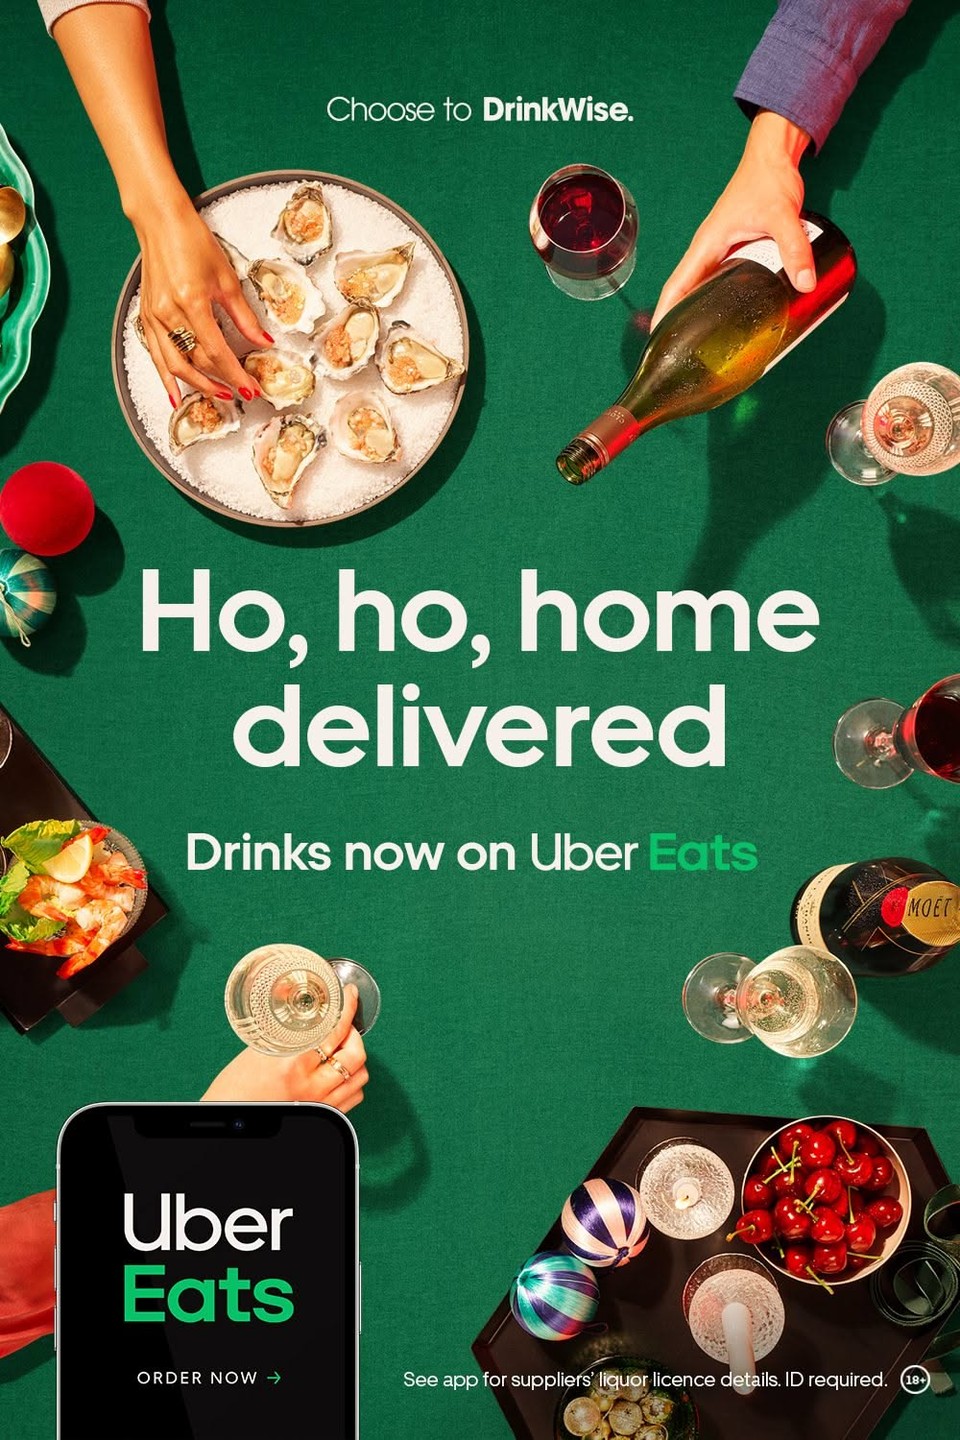 Choose to DrinkWise.
Ho, ho, home
delivered
Drinks now on Uber Eats
MOËT
Uber
Eats
ORDER NOW →
See app for suppliers' liquor licence details. ID required. 18+